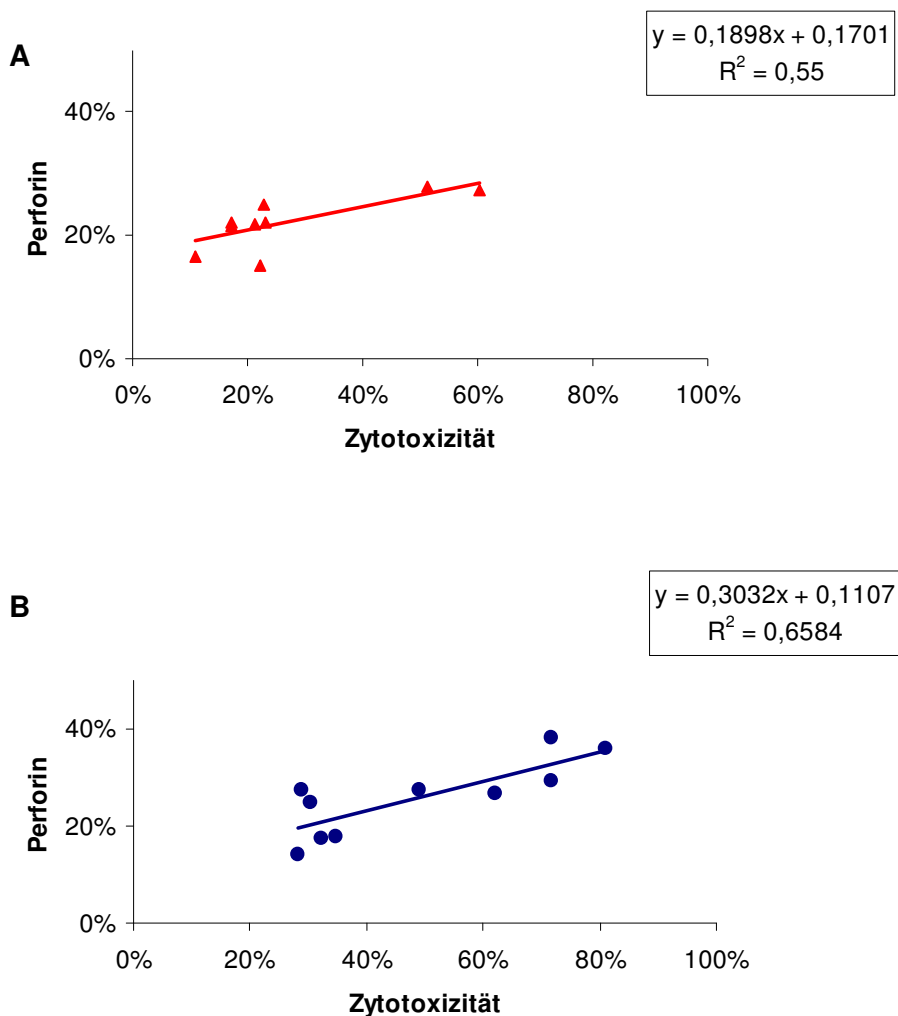 A
y = 0,1898x + 0,1701
R² = 0,55
40%
20%
0%
Perforin
0% 20% 40% 60% 80% 100%
Zytotoxizität
B
y = 0,3032x + 0,1107
R² = 0,6584
40%
20%
0%
Perforin
0% 20% 40% 60% 80% 100%
Zytotoxizität